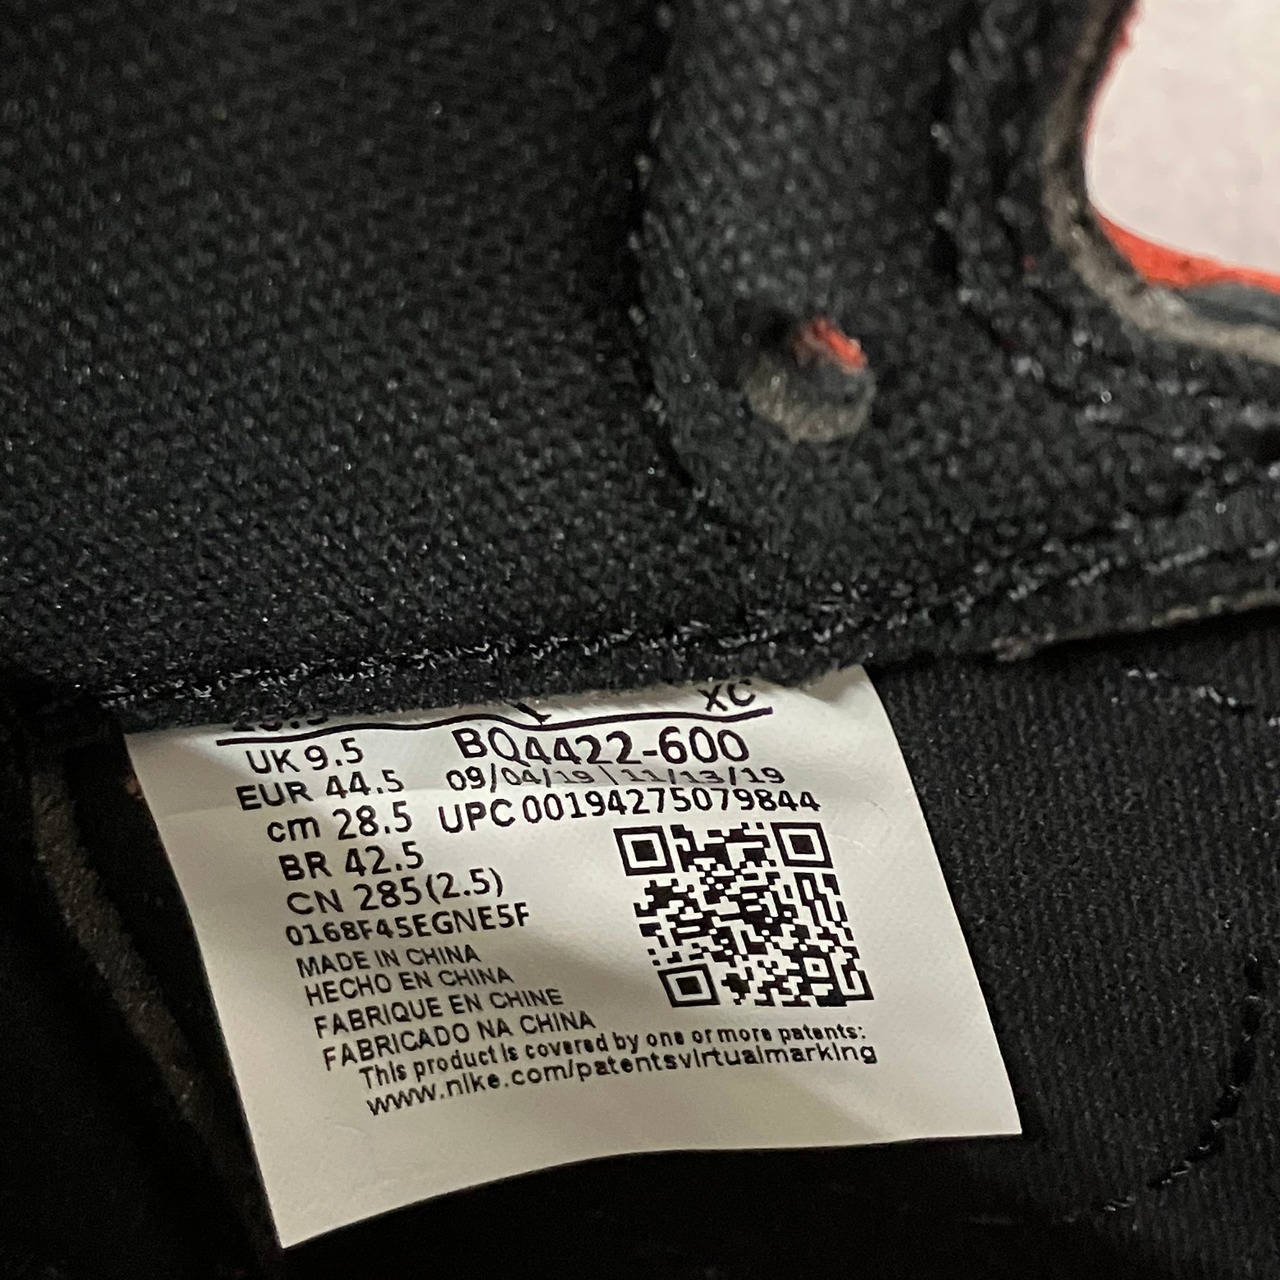 XC
UK 9.5 BQ4422-600
EUR 44.5 09/04/19 | 11/13/19
cm 28.5 UPC 00194275079844
BR 42.5
CN 285(2.5)
0168F45EGNE5F
MADE IN CHINA
HECHO EN CHINA
FABRIQUE EN CHINE
FABRICADO NA CHINA
This product is covered by one or more patents:
www.nike.com/patentsvirtualmarking